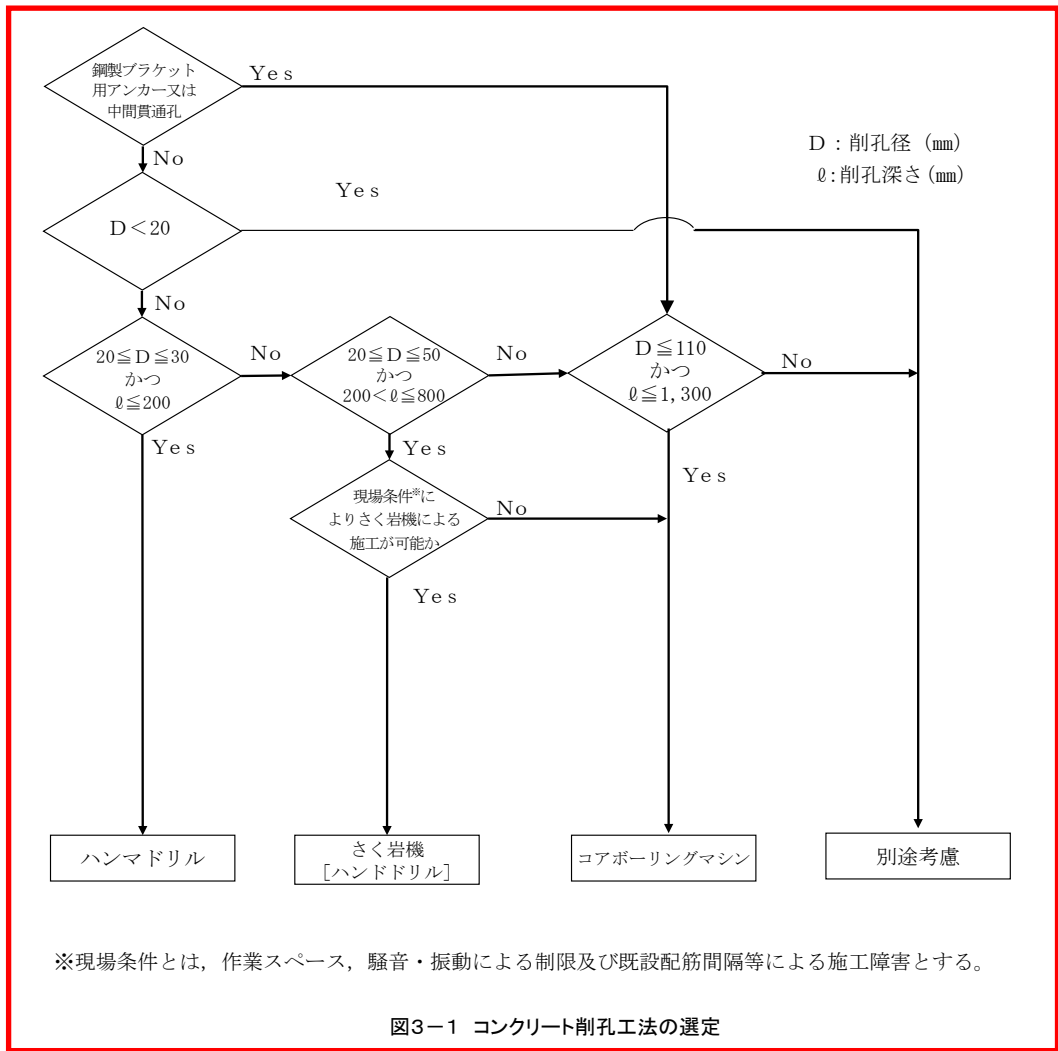 鋼製ブラケット
用アンカー又は
中間貫通孔
Yes
No
D：削孔径 (㎜)
ℓ:削孔深さ(㎜)
D＜20
Yes
No
20≦D≦30
かつ
ℓ≦200
No
Yes
20≦D≦50
かつ
200＜ℓ≦800
No
Yes
D≦110
かつ
ℓ≦1,300
No
Yes
現場条件※に
よりさく岩機による
施工が可能か
No
Yes
ハンマドリル
さく岩機
[ハンドドリル]
コアボーリングマシン
別途考慮
※現場条件とは，作業スペース，騒音・振動による制限及び既設配筋間隔等による施工障害とする。
図3－1 コンクリート削孔工法の選定